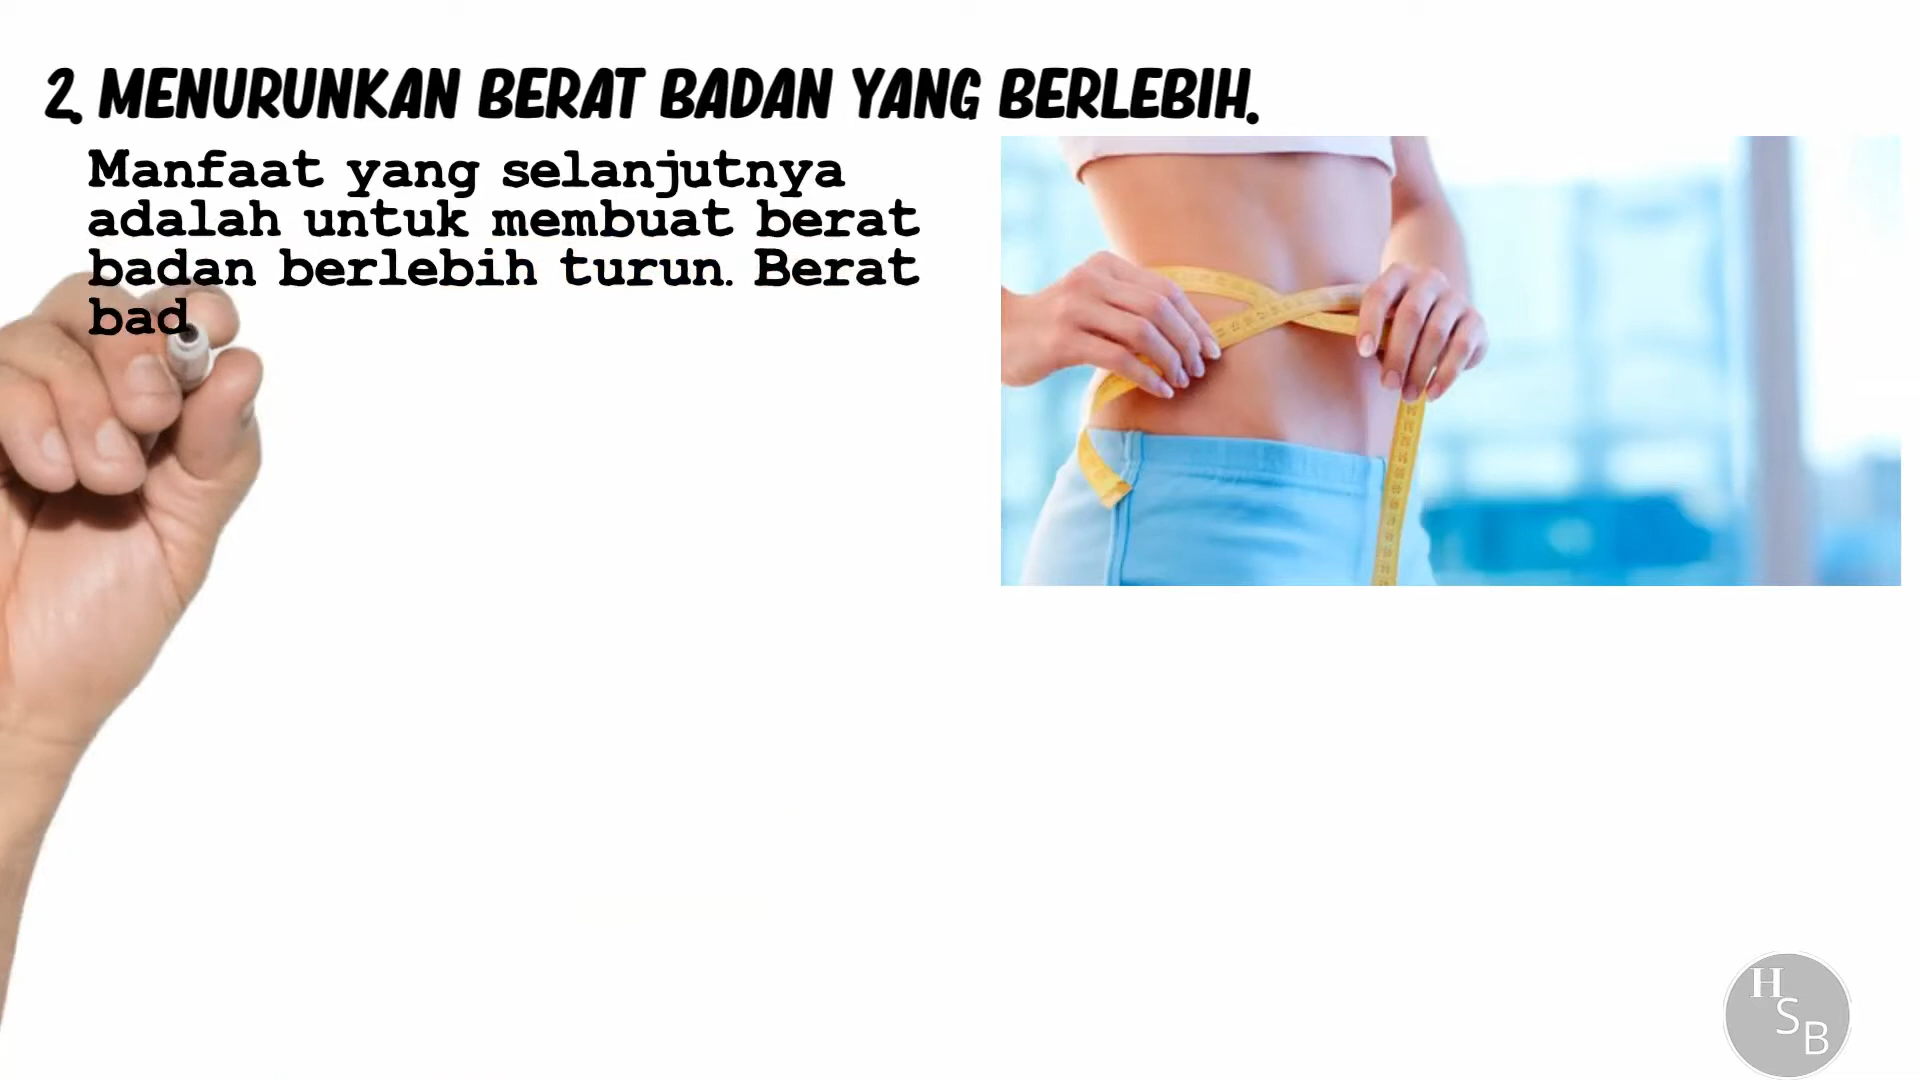 2. MENURUNKAN BERAT BADAN YANG BERLEBIH.
Manfaat yang selanjutnya
adalah untuk membuat berat
badan berlebih turun. Berat
bad
H
S
B